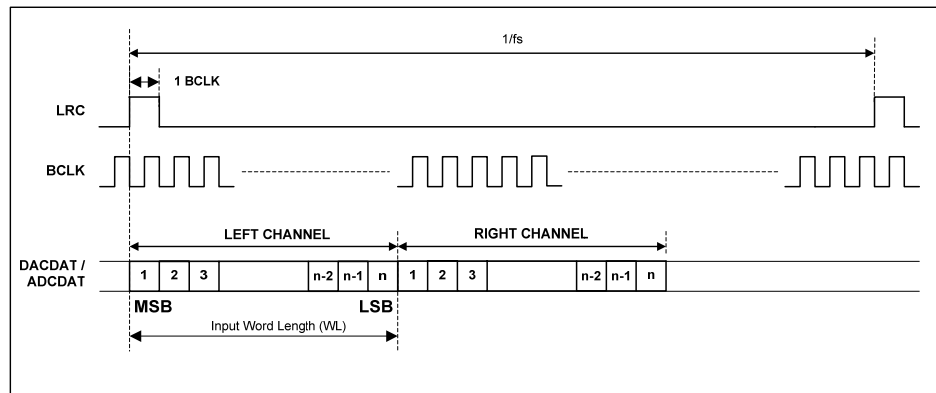 1/fs
1 BCLK
LRC
BCLK
LEFT CHANNEL
RIGHT CHANNEL
DACDAT /
ADCDAT
1 2 3 n-2 n-1 n 1 2 3 n-2 n-1 n
MSB
LSB
Input Word Length (WL)